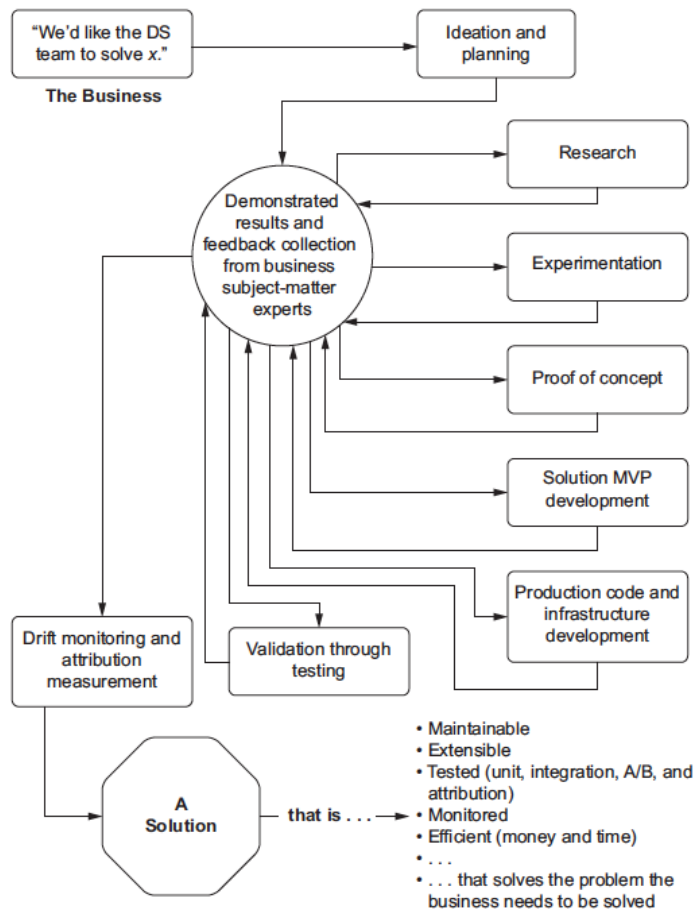 “We’d like the DS
team to solve x.”
The Business
Ideation and
planning
Demonstrated
results and
feedback collection
from business
subject-matter
experts
Research
Experimentation
Proof of concept
Solution MVP
development
Production code and
infrastructure
development
Validation through
testing
Drift monitoring and
attribution
measurement
A
Solution
that is . . .
• Maintainable
• Extensible
• Tested (unit, integration, A/B, and
attribution)
• Monitored
• Efficient (money and time)
• . . .
• . . . that solves the problem the
business needs to be solved